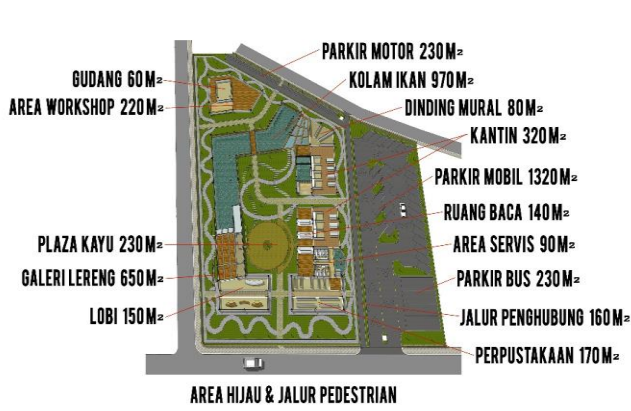 PARKIR MOTOR 230M2
GUDANG 60M2
KOLAM IKAN 970M2
AREA WORKSHOP 220M2
DINDING MURAL 80M2
KANTIN 320M2
PARKIR MOBIL 1320M2
RUANG BACA 140M2
PLAZA KAYU 230M2
AREA SERVIS 90M2
GALERI LERENG 650M2
PARKIR BUS 230M2
LOBI 150M2
JALUR PENGHUBUNG 160M2
PERPUSTAKAAN 170M2
AREA HIJAU & JALUR PEDESTRIAN